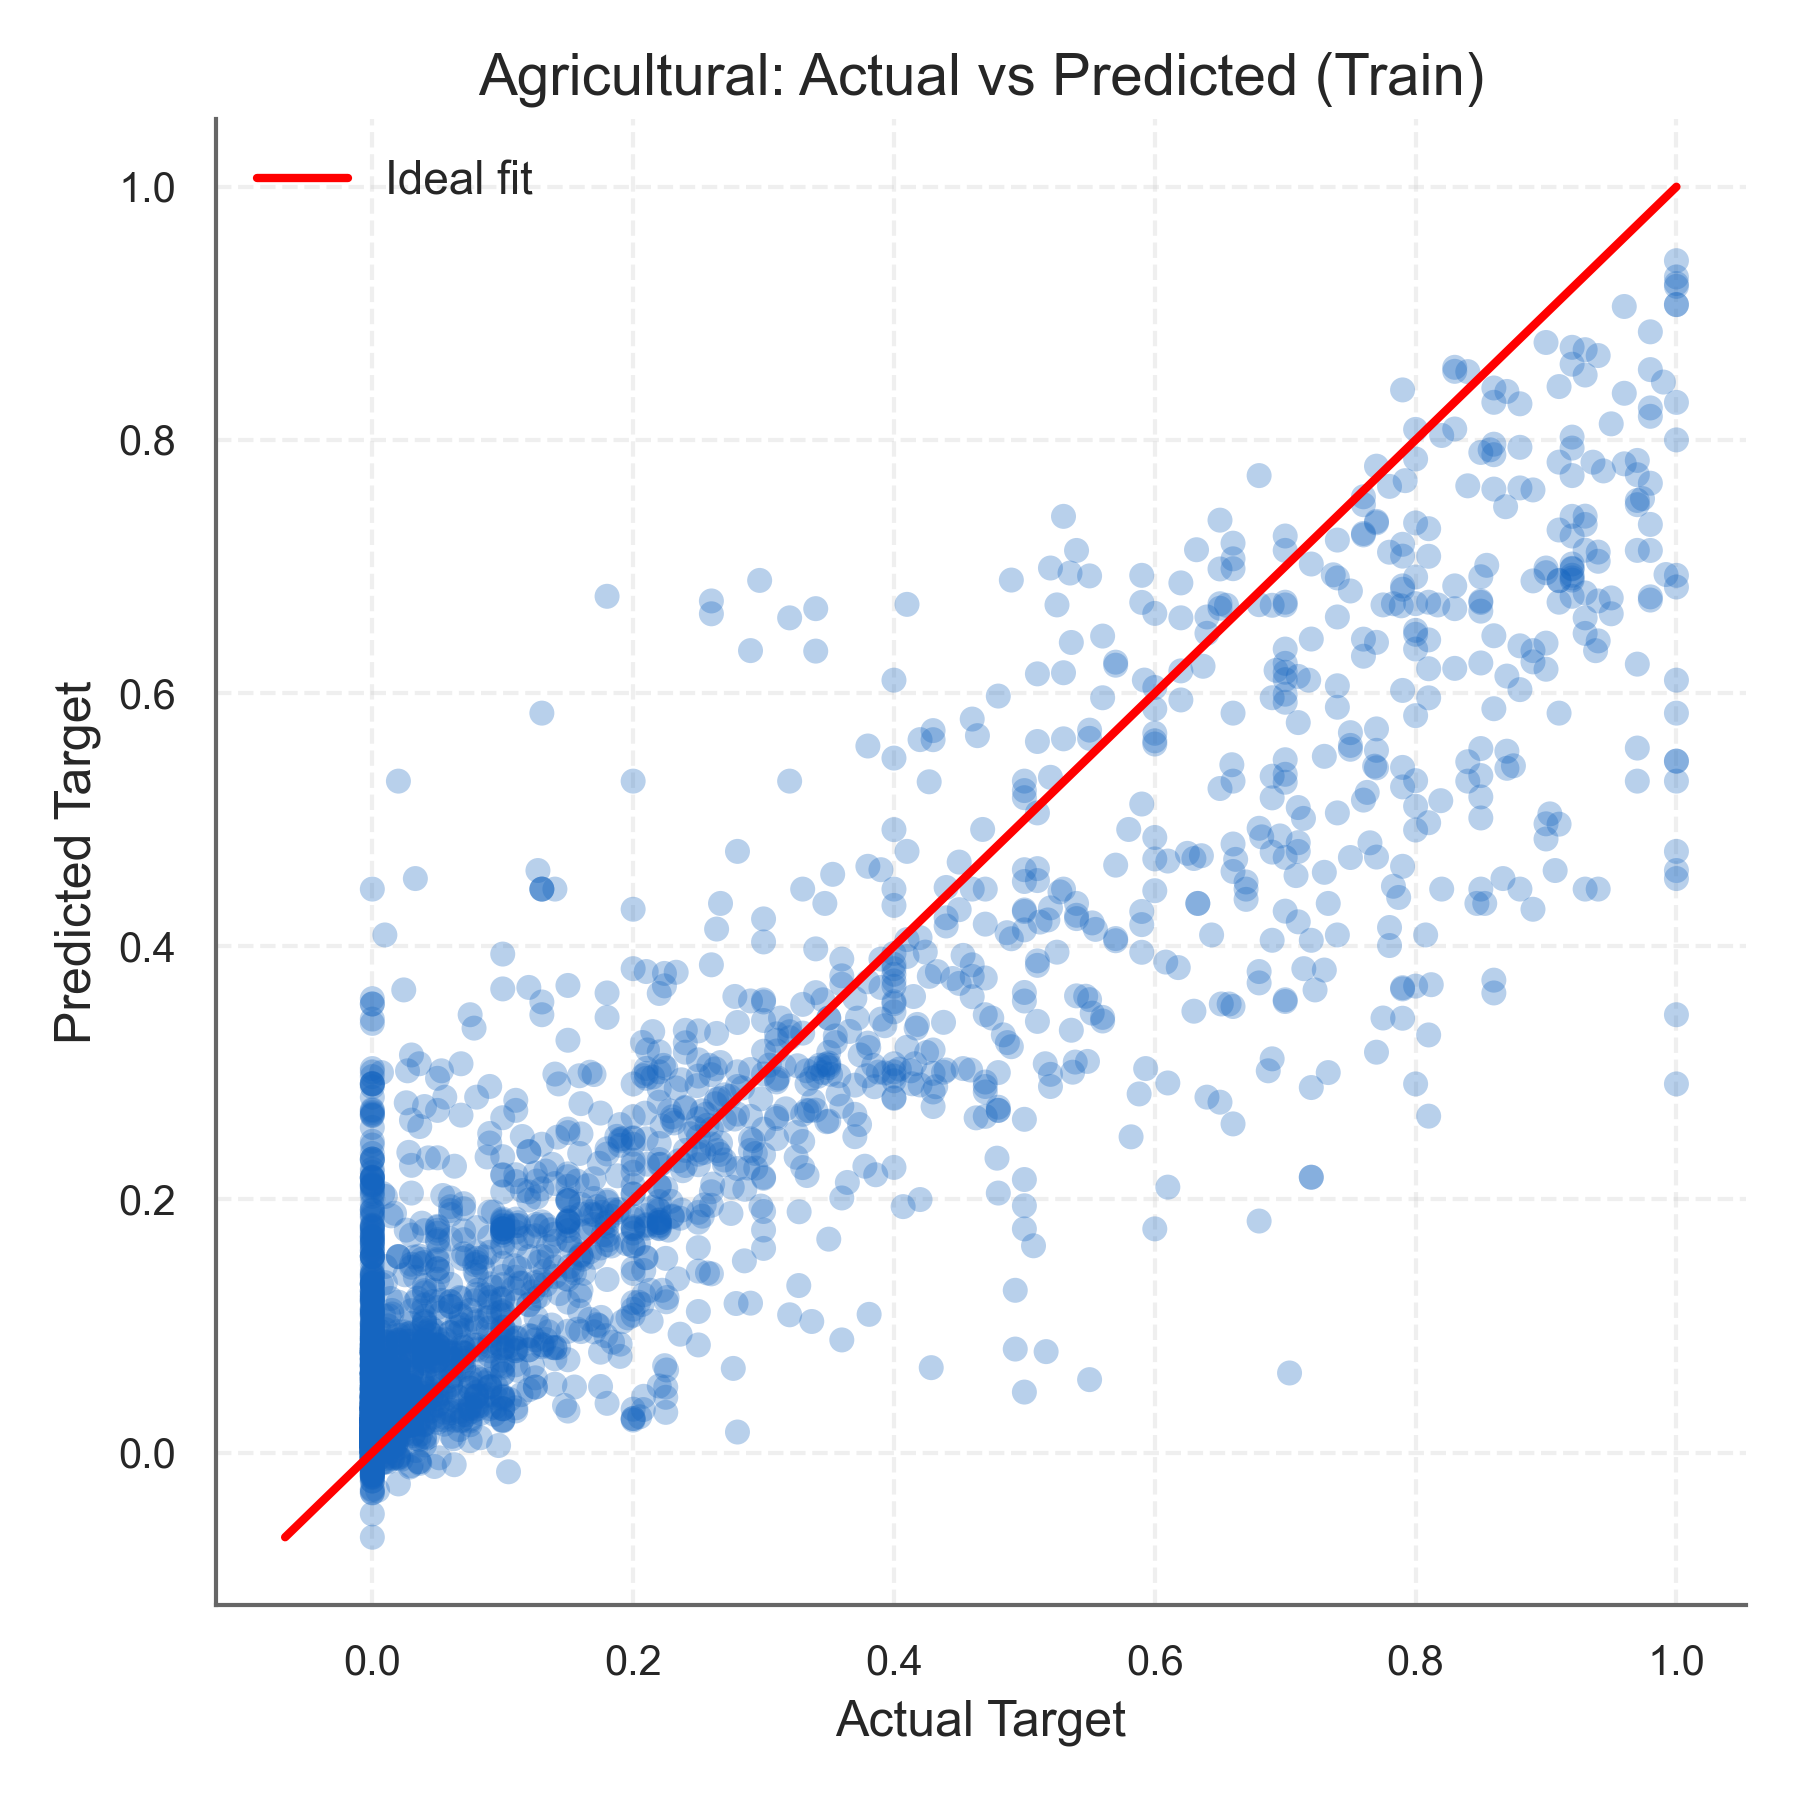 Agricultural: Actual vs Predicted (Train)
Ideal fit
1.0
0.8
0.6
0.4
0.2
0.0
Predicted Target
0.0 0.2 0.4 0.6 0.8 1.0
Actual Target